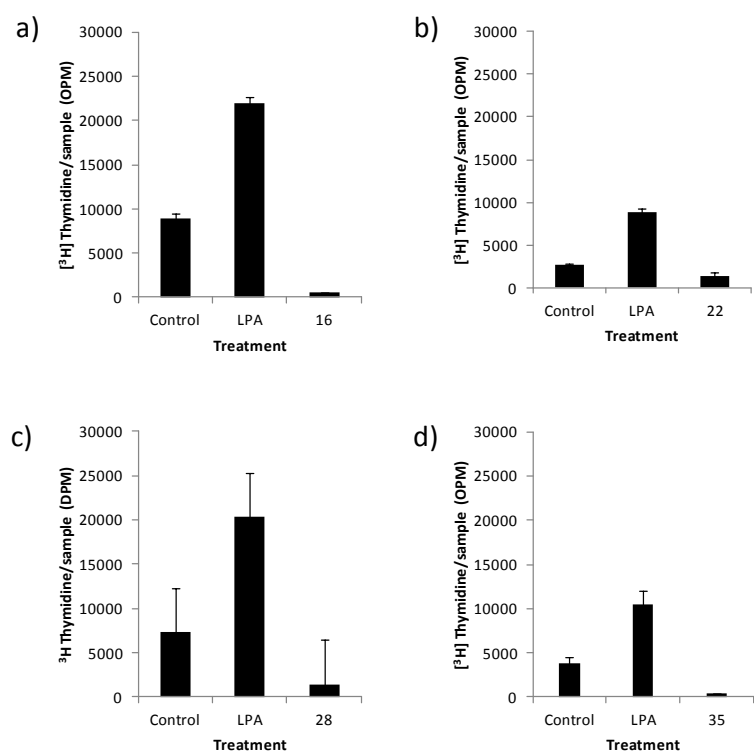 a)
[³H] Thymidine/sample (OPM)
30000
25000
20000
15000
10000
5000
0
Control LPA 16
Treatment
b)
[³H] Thymidine/sample (OPM)
30000
25000
20000
15000
10000
5000
0
Control LPA 22
Treatment
c)
³H Thymidine/sample (DPM)
30000
25000
20000
15000
10000
5000
0
Control LPA 28
Treatment
d)
[³H] Thymidine/sample (OPM)
30000
25000
20000
15000
10000
5000
0
Control LPA 35
Treatment